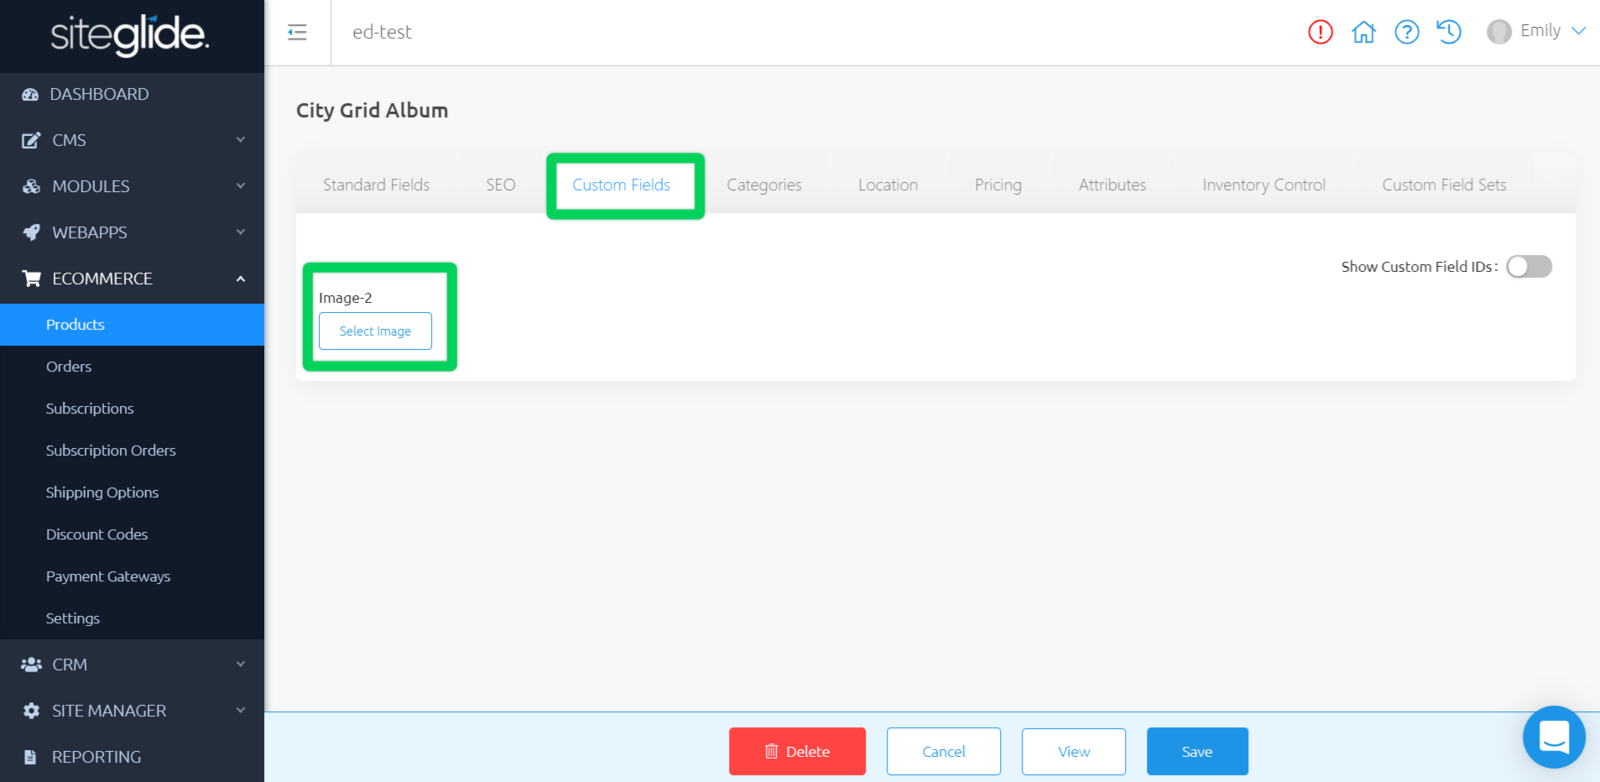 siteglide.
ed-test
Emily
DASHBOARD
CMS
MODULES
WEBAPPS
ECOMMERCE
Products
Orders
Subscriptions
Subscription Orders
Shipping Options
Discount Codes
Payment Gateways
Settings
CRM
SITE MANAGER
REPORTING
City Grid Album
Standard Fields
SEO
Custom Fields
Categories
Location
Pricing
Attributes
Inventory Control
Custom Field Sets
Show Custom Field IDs:
Image-2
Select Image
Delete
Cancel
View
Save